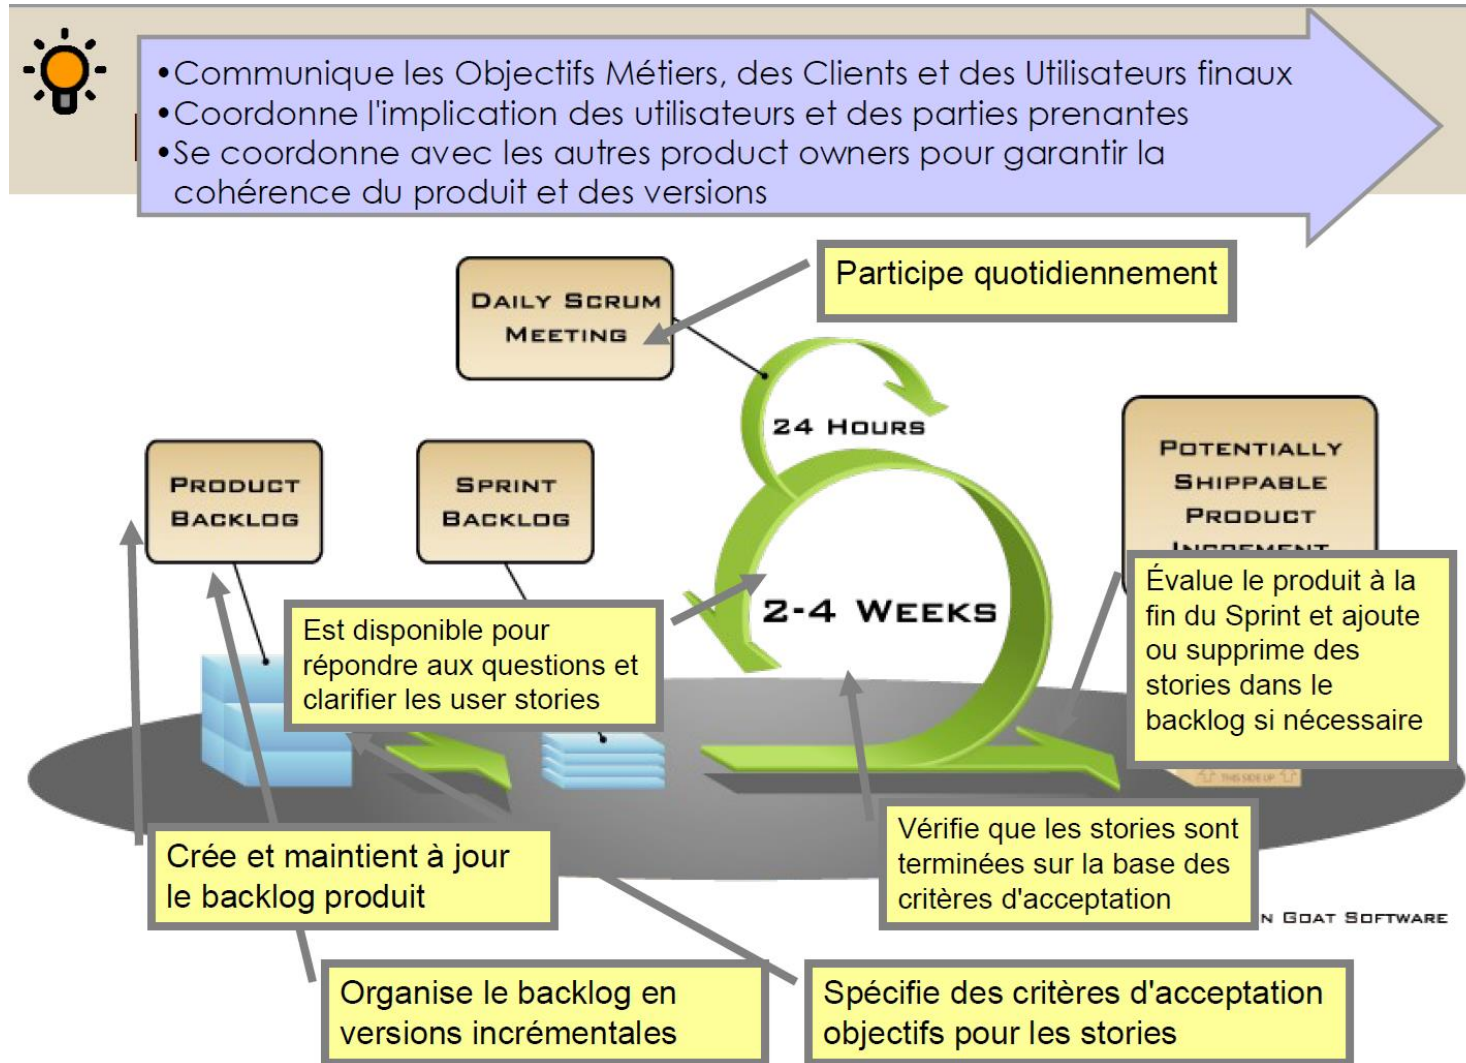 •Communique les Objectifs Métiers, des Clients et des Utilisateurs finaux
•Coordonne l'implication des utilisateurs et des parties prenantes
•Se coordonne avec les autres product owners pour garantir la
cohérence du produit et des versions
Participe quotidiennement
DAILY SCRUM
MEETING
24 HOURS
PRODUCT
BACKLOG
SPRINT
BACKLOG
POTENTIALLY
SHIPPABLE
PRODUCT
INCREMENT
2-4 WEEKS
Est disponible pour
répondre aux questions et
clarifier les user stories
Évalue le produit à la
fin du Sprint et ajoute
ou supprime des
stories dans le
backlog si nécessaire
THIS SIDE UP
Crée et maintient à jour
le backlog produit
Vérifie que les stories sont
terminées sur la base des
critères d'acceptation
N GOAT SOFTWARE
Organise le backlog en
versions incrémentales
Spécifie des critères d'acceptation
objectifs pour les stories